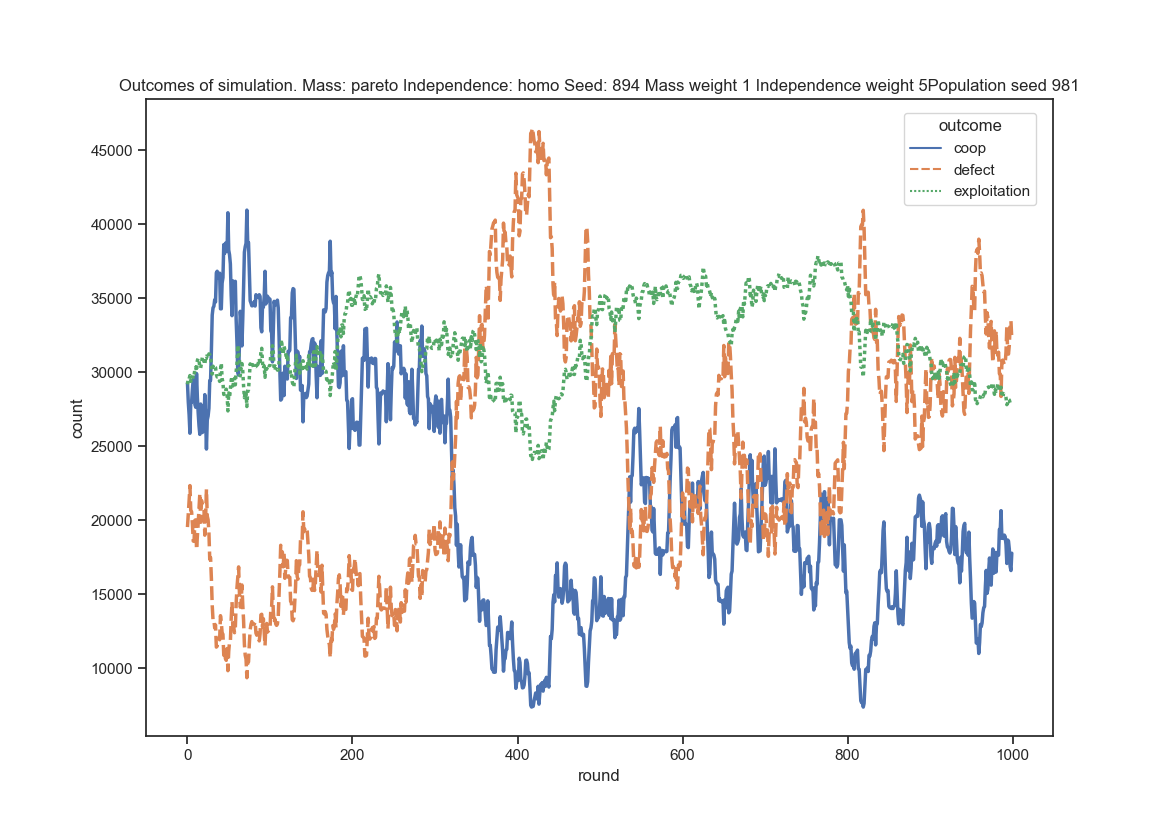 Outcomes of simulation. Mass: pareto Independence: homo Seed: 894 Mass weight 1 Independence weight 5Population seed 981
outcome
coop
defect
exploitation
45000
40000
35000
30000
25000
20000
15000
10000
count
0 200 400 600 800 1000
round